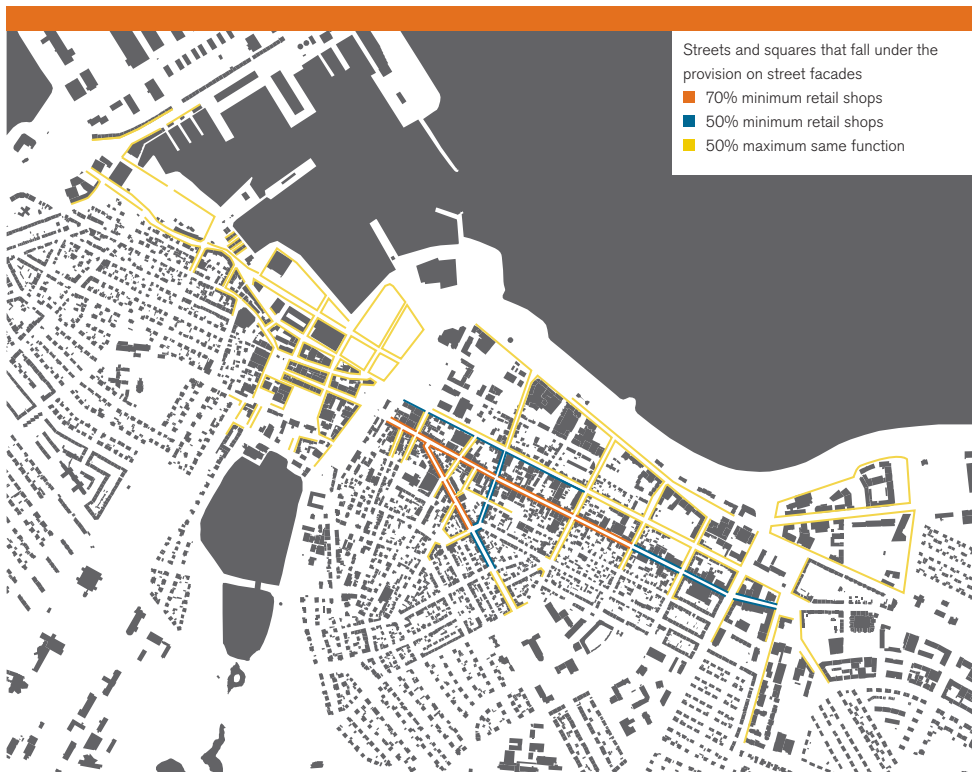 Streets and squares that fall under the
provision on street facades
70% minimum retail shops
50% minimum retail shops
50% maximum same function